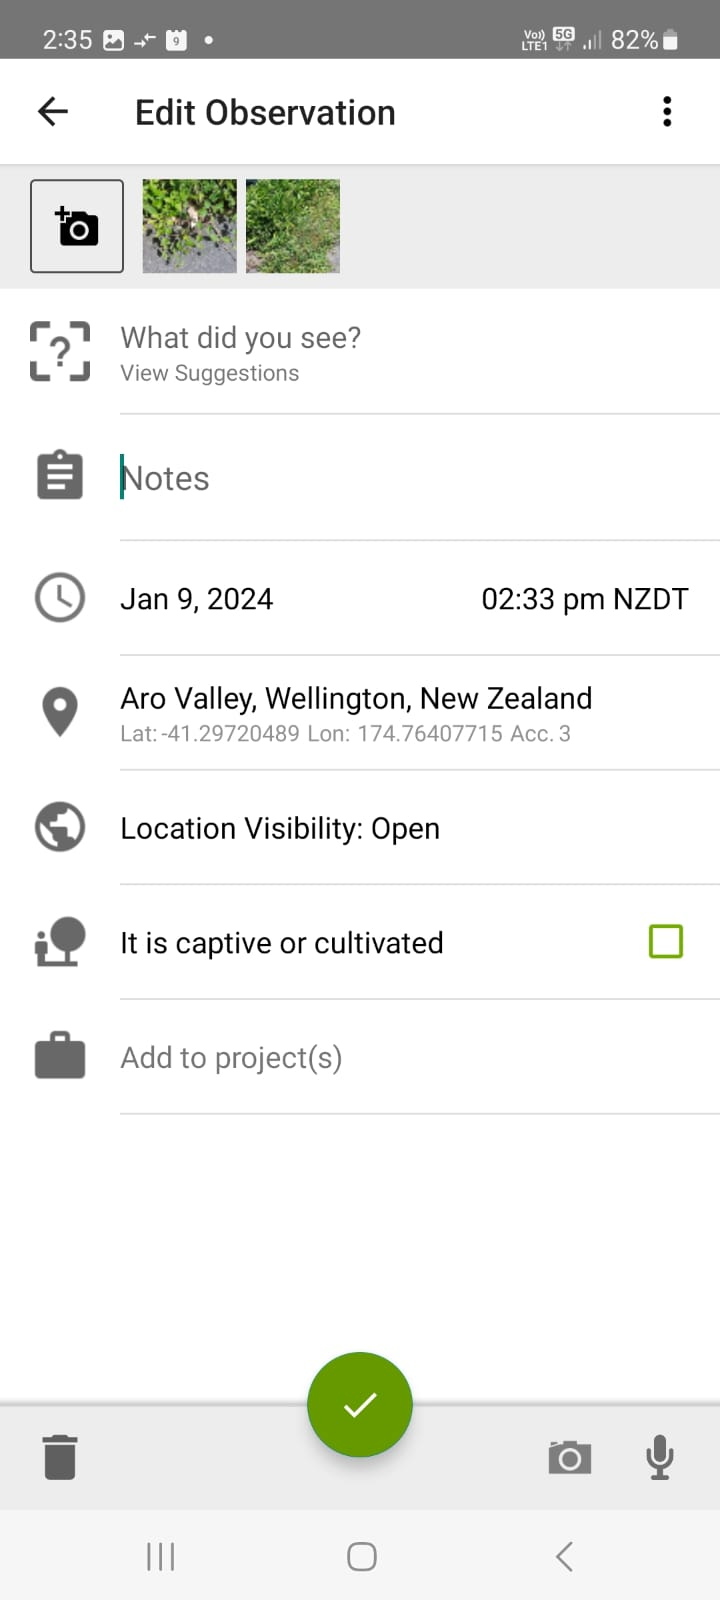 2:35 9 Vo)) LTE1 5G 82%
Edit Observation
What did you see?
View Suggestions
Notes
Jan 9, 2024 02:33 pm NZDT
Aro Valley, Wellington, New Zealand
Lat:-41.29720489 Lon: 174.76407715 Acc. 3
Location Visibility: Open
It is captive or cultivated
Add to project(s)